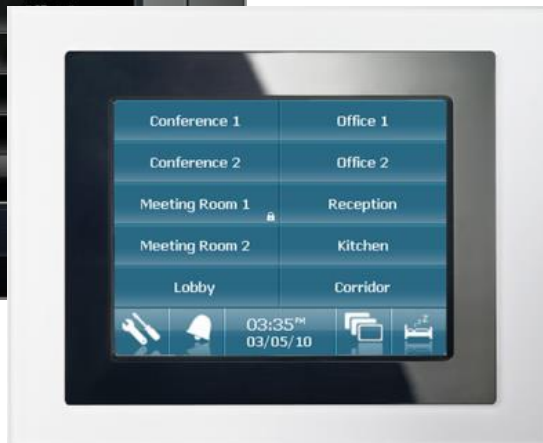 Conference 1 Office 1
Conference 2 Office 2
Meeting Room 1 Reception
Meeting Room 2 Kitchen
Lobby Corridor
03:35PM
03/05/10
z z